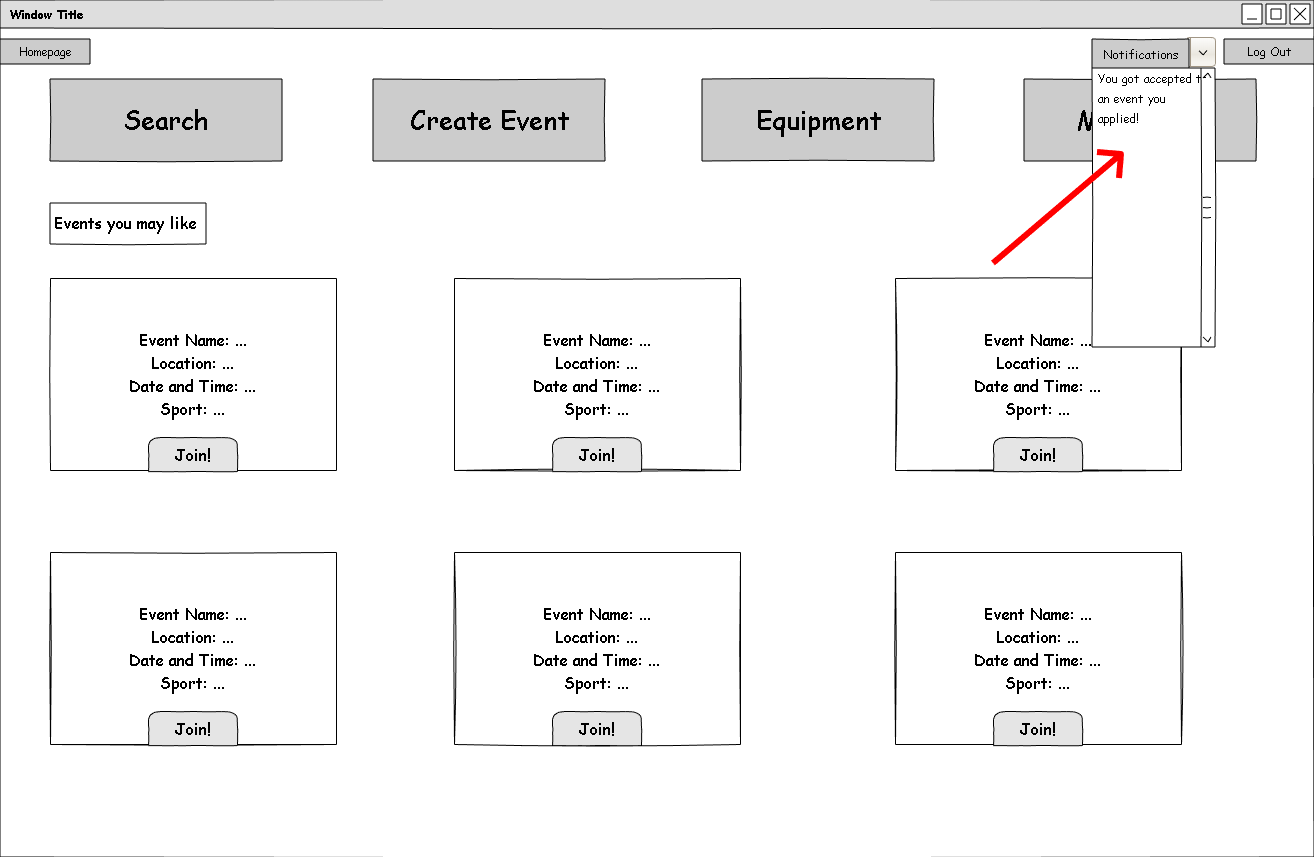 Window Title
Homepage
Notifications
Log Out
You got accepted
an event you
applied!
Search
Create Event
Equipment
Events you may like
Event Name: ...
Location: ...
Date and Time: ...
Sport: ...
Join!
Event Name: ...
Location: ...
Date and Time: ...
Sport: ...
Join!
Event Name: ...
Location: ...
Date and Time: ...
Sport: ...
Join!
Event Name: ...
Location: ...
Date and Time: ...
Sport: ...
Join!
Event Name: ...
Location: ...
Date and Time: ...
Sport: ...
Join!
Event Name: ...
Location: ...
Date and Time: ...
Sport: ...
Join!